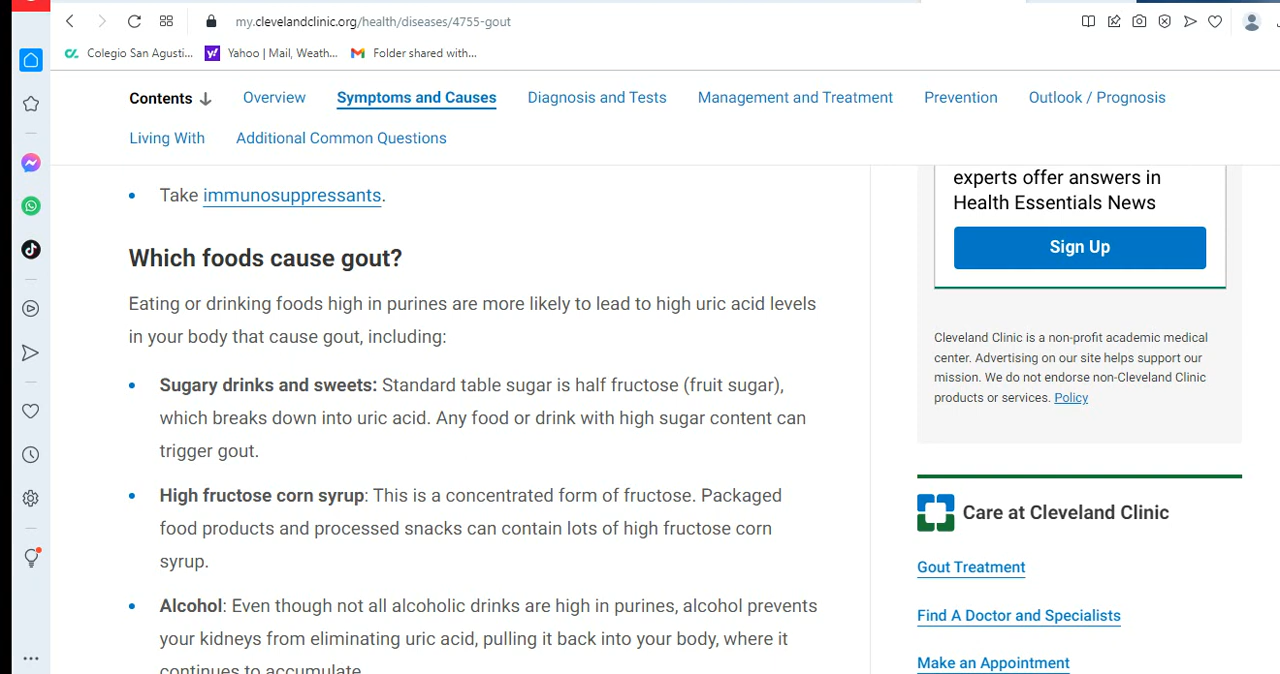 my.clevelandclinic.org/health/diseases/4755-gout
Colegio San Agusti... Yahoo | Mail, Weath... Folder shared with...
Contents Overview Symptoms and Causes Diagnosis and Tests Management and Treatment Prevention Outlook / Prognosis
Living With Additional Common Questions
• Take immunosuppressants.
Which foods cause gout?
Eating or drinking foods high in purines are more likely to lead to high uric acid levels
in your body that cause gout, including:
• Sugary drinks and sweets: Standard table sugar is half fructose (fruit sugar),
which breaks down into uric acid. Any food or drink with high sugar content can
trigger gout.
• High fructose corn syrup: This is a concentrated form of fructose. Packaged
food products and processed snacks can contain lots of high fructose corn
syrup.
• Alcohol: Even though not all alcoholic drinks are high in purines, alcohol prevents
your kidneys from eliminating uric acid, pulling it back into your body, where it
continues to accumulate.
experts offer answers in
Health Essentials News
Sign Up
Cleveland Clinic is a non-profit academic medical
center. Advertising on our site helps support our
mission. We do not endorse non-Cleveland Clinic
products or services. Policy
Care at Cleveland Clinic
Gout Treatment
Find A Doctor and Specialists
Make an Appointment